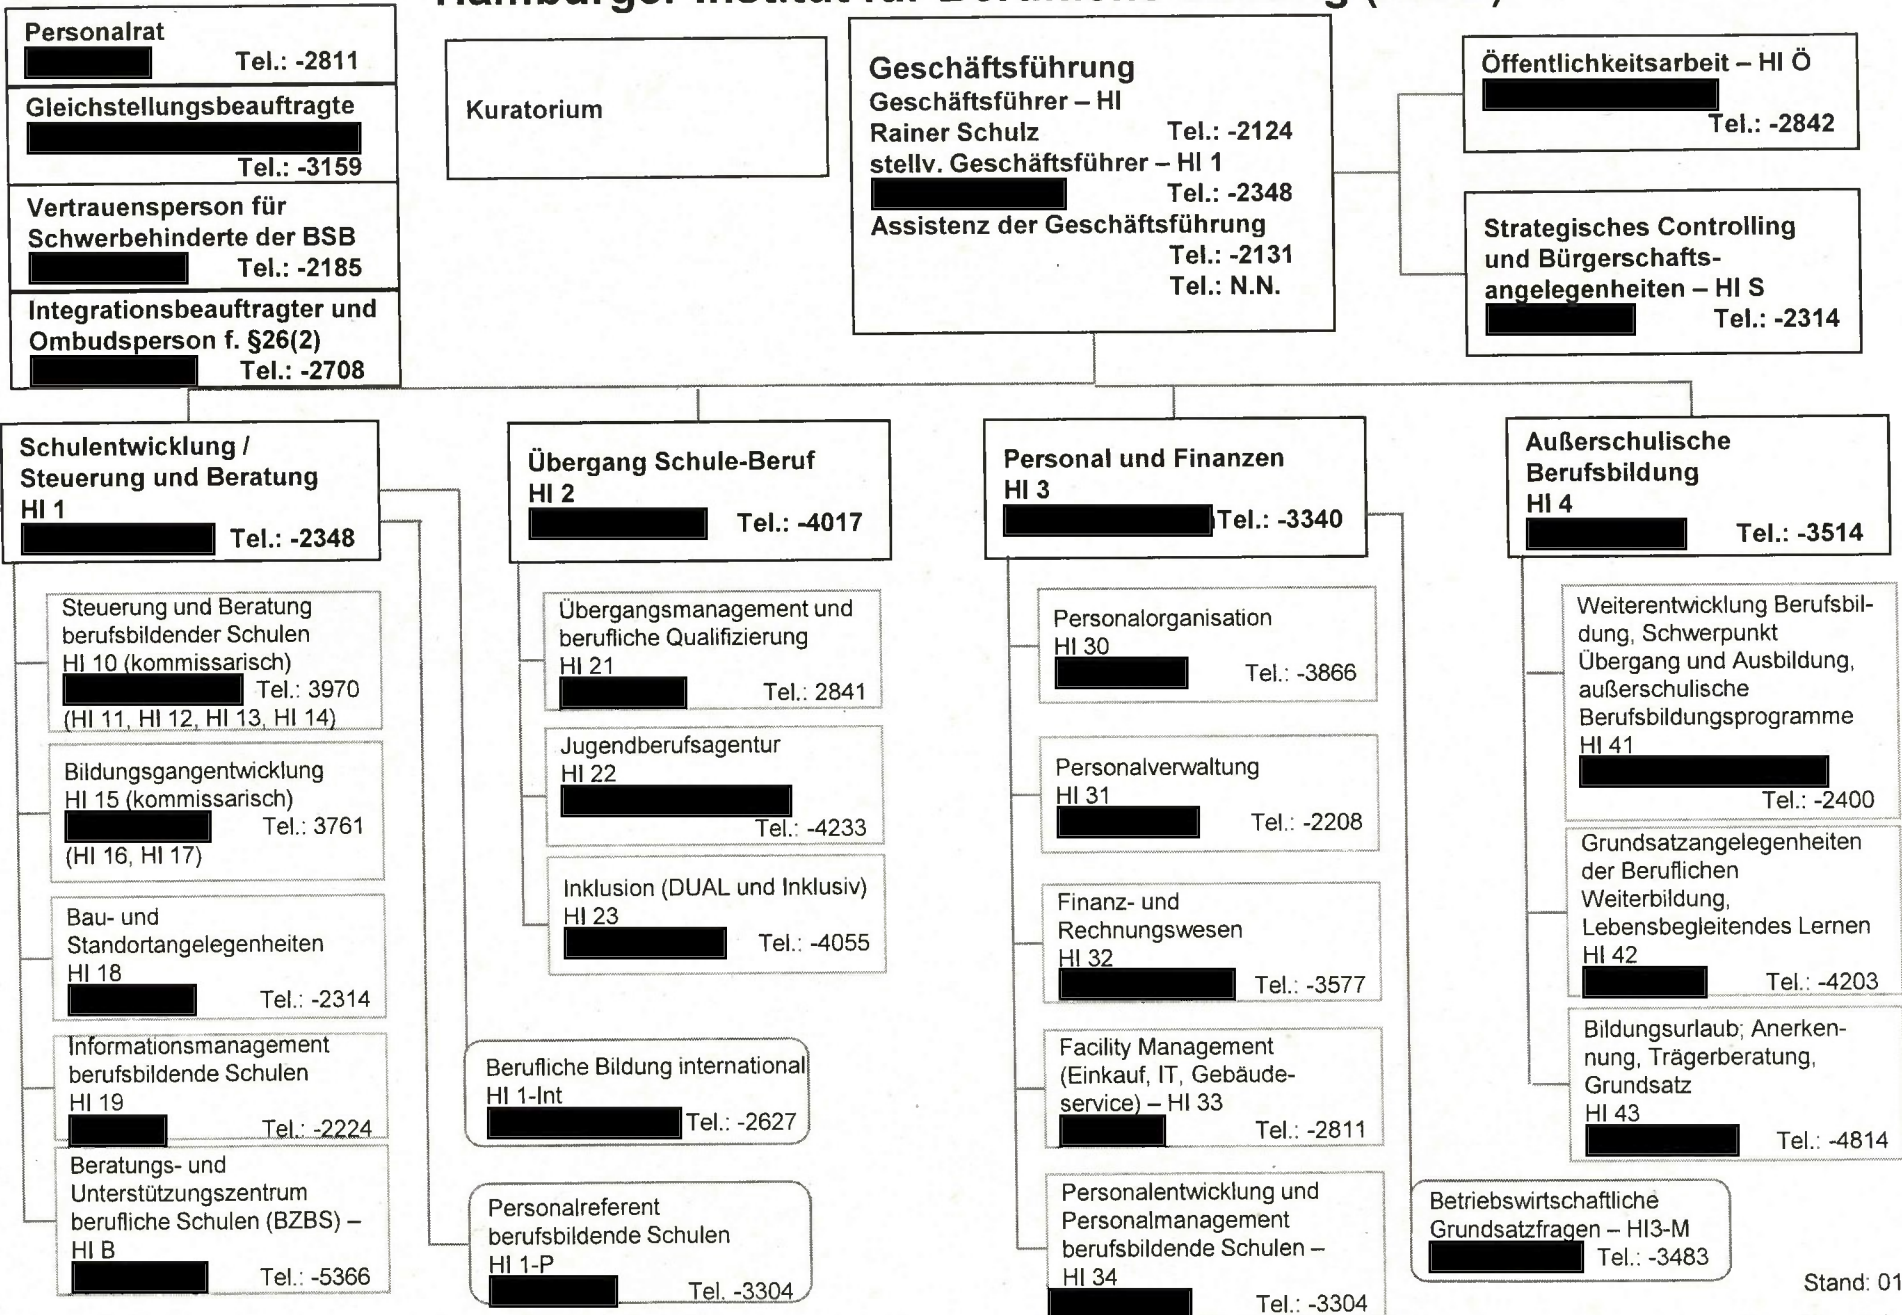 Personalrat
Tel.: -2811
Gleichstellungsbeauftragte
Tel.: -3159
Vertrauensperson für
Schwerbehinderte der BSB
Tel.: -2185
Integrationsbeauftragter und
Ombudsperson f. §26(2)
Tel.: -2708
Kuratorium
Geschäftsführung
Geschäftsführer – HI
Rainer Schulz Tel.: -2124
stellv. Geschäftsführer – HI 1
Tel.: -2348
Assistenz der Geschäftsführung
Tel.: -2131
Tel.: N.N.
Öffentlichkeitsarbeit – HI Ö
Tel.: -2842
Strategisches Controlling
und Bürgerschafts-
angelegenheiten – HI S
Tel.: -2314
Schulentwicklung /
Steuerung und Beratung
HI 1
Tel.: -2348
Steuerung und Beratung
berufsbildender Schulen
HI 10 (kommissarisch)
Tel.: 3970
(HI 11, HI 12, HI 13, HI 14)
Bildungsgangentwicklung
HI 15 (kommissarisch)
Tel.: 3761
(HI 16, HI 17)
Bau- und
Standortangelegenheiten
HI 18
Tel.: -2314
Informationsmanagement
berufsbildende Schulen
HI 19
Tel.: -2224
Beratungs- und
Unterstützungszentrum
berufliche Schulen (BZBS) –
HI B
Tel.: -5366
Übergang Schule-Beruf
HI 2
Tel.: -4017
Übergangsmanagement und
berufliche Qualifizierung
HI 21
Tel.: 2841
Jugendberufsagentur
HI 22
Tel.: -4233
Inklusion (DUAL und Inklusiv)
HI 23
Tel.: -4055
Berufliche Bildung international
HI 1-Int
Tel.: -2627
Personalreferent
berufsbildende Schulen
HI 1-P
Tel. -3304
Personal und Finanzen
HI 3
Tel.: -3340
Personalorganisation
HI 30
Tel.: -3866
Personalverwaltung
HI 31
Tel.: -2208
Finanz- und
Rechnungswesen
HI 32
Tel.: -3577
Facility Management
(Einkauf, IT, Gebäude-
service) – HI 33
Tel.: -2811
Personalentwicklung und
Personalmanagement
berufsbildende Schulen –
HI 34
Tel.: -3304
Außerschulische
Berufsbildung
HI 4
Tel.: -3514
Weiterentwicklung Berufsbil-
dung, Schwerpunkt
Übergang und Ausbildung,
außerschulische
Berufsbildungsprogramme
HI 41
Tel.: -2400
Grundsatzangelegenheiten
der Beruflichen
Weiterbildung,
Lebensbegleitendes Lernen
HI 42
Tel.: -4203
Bildungsurlaub; Anerken-
nung, Trägerberatung,
Grundsatz
HI 43
Tel.: -4814
Betriebswirtschaftliche
Grundsatzfragen – HI3-M
Tel.: -3483
Stand: 01